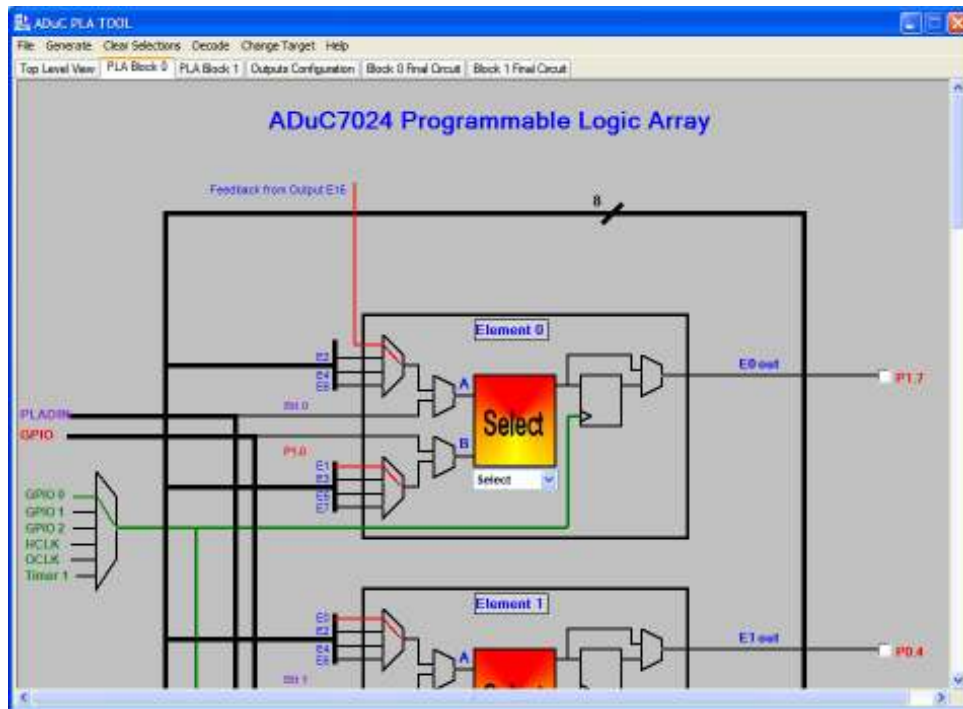 ADuC PLA TOOL
File Generate Clear Selections Decode Change Target Help
Top Level View PLA Block 0 PLA Block 1 Outputs Configuration Block 0 Final Circuit Block 1 Final Circuit
ADuC7024 Programmable Logic Array
Feedback from Output E15
8
Element 0
E2
E4
E6
A
E0 out
P1.7
Bit 0
PLADIN
GPIO
Select
B
P1.0
E1
E3
E5
E7
Select
GPIO 0
GPIO 1
GPIO 2
HCLK
OCLK
Timer 1
Element 1
E0
E2
E4
E6
A
E1 out
P0.4
Bit 1
Select